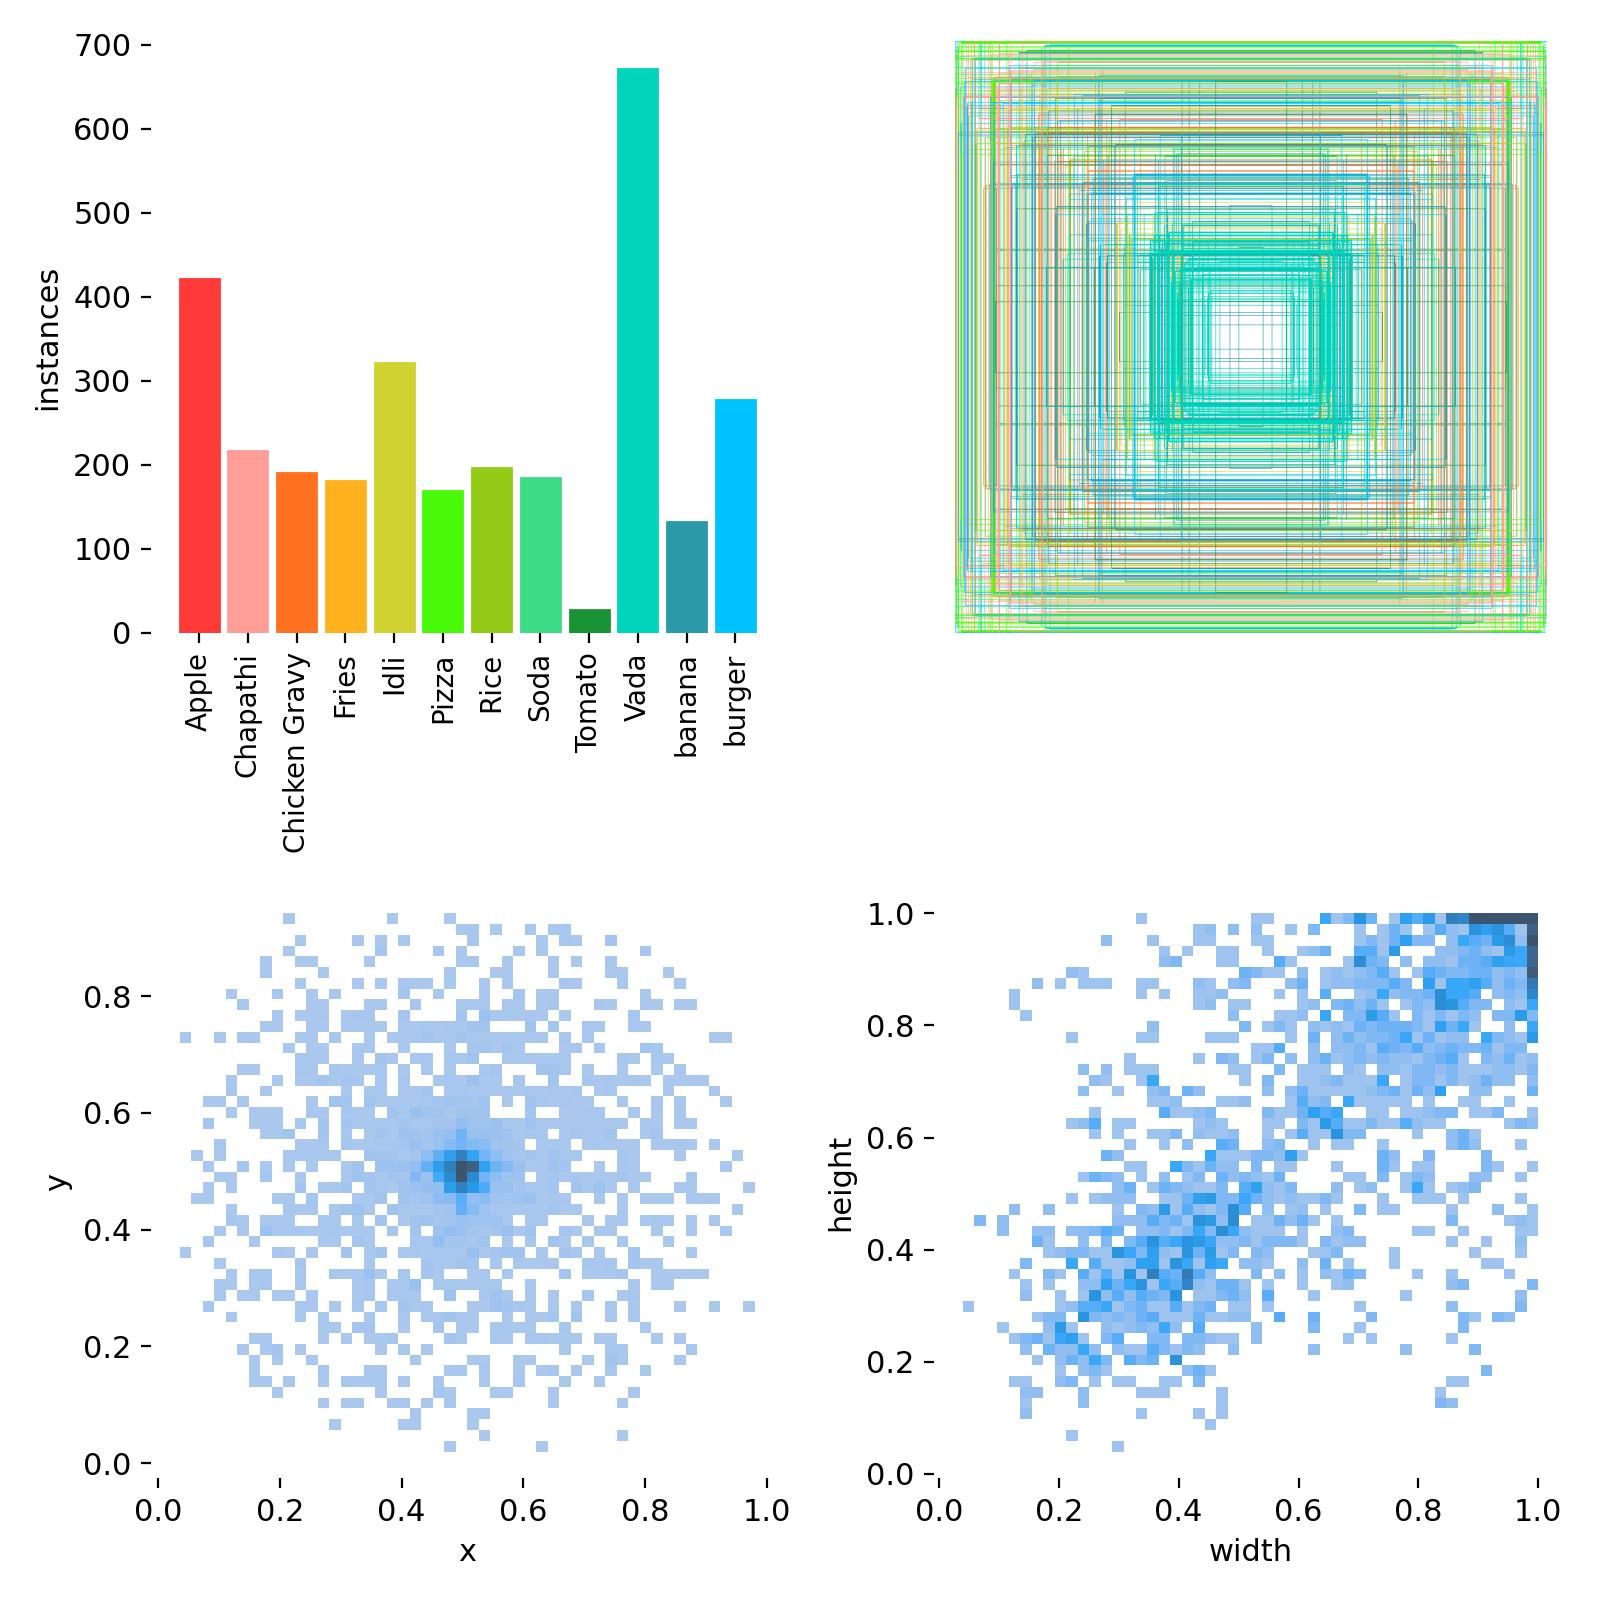 700
600
500
400
300
200
100
0
instances
Apple
Chapathi
Chicken Gravy
Fries
Idli
Pizza
Rice
Soda
Tomato
Vada
banana
burger
0.8
0.6
0.4
0.2
0.0
y
0.0 0.2 0.4 0.6 0.8 1.0
x
1.0
0.8
0.6
0.4
0.2
0.0
height
0.0 0.2 0.4 0.6 0.8 1.0
width